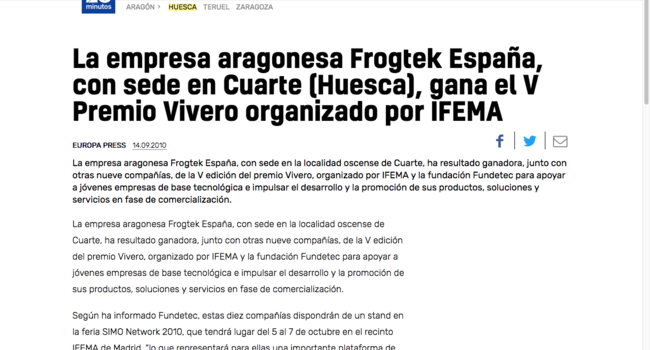 minutos
ARAGÓN > HUESCA TERUEL ZARAGOZA
La empresa aragonesa Frogtek España,
con sede en Cuarte (Huesca), gana el V
Premio Vivero organizado por IFEMA
EUROPA PRESS 14.09.2010
La empresa aragonesa Frogtek España, con sede en la localidad oscense de Cuarte, ha resultado ganadora, junto con
otras nueve compañías, de la V edición del premio Vivero, organizado por IFEMA y la fundación Fundetec para apoyar
a jóvenes empresas de base tecnológica e impulsar el desarrollo y la promoción de sus productos, soluciones y
servicios en fase de comercialización.
La empresa aragonesa Frogtek España, con sede en la localidad oscense de
Cuarte, ha resultado ganadora, junto con otras nueve compañías, de la V edición
del premio Vivero, organizado por IFEMA y la fundación Fundetec para apoyar a
jóvenes empresas de base tecnológica e impulsar el desarrollo y la promoción de
sus productos, soluciones y servicios en fase de comercialización.
Según ha informado Fundetec, estas diez compañías dispondrán de un stand en
la feria SIMO Network 2010, que tendrá lugar del 5 al 7 de octubre en el recinto
IFEMA de Madrid, "lo que representará para ellas una importante plataforma de